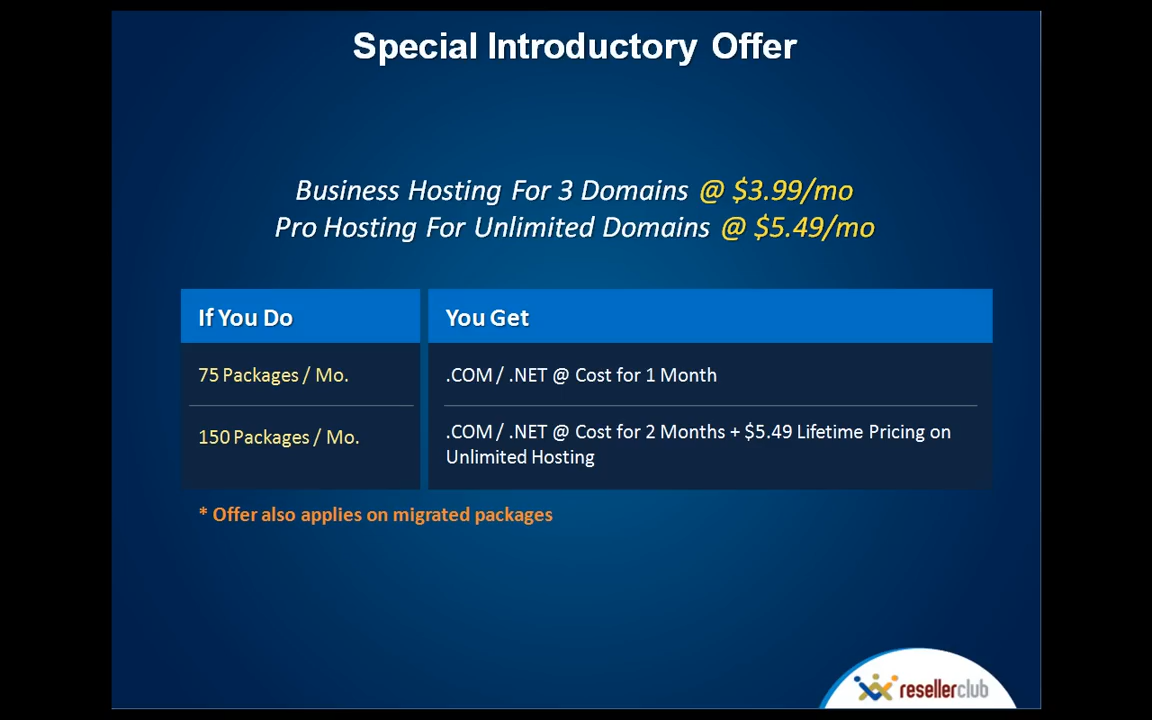 Special Introductory Offer
Business Hosting For 3 Domains @ $3.99/mo
Pro Hosting For Unlimited Domains @ $5.49/mo
If You Do
You Get
75 Packages / Mo.
.COM / .NET @ Cost for 1 Month
150 Packages / Mo.
.COM / .NET @ Cost for 2 Months + $5.49 Lifetime Pricing on
Unlimited Hosting
* Offer also applies on migrated packages
resellerclub